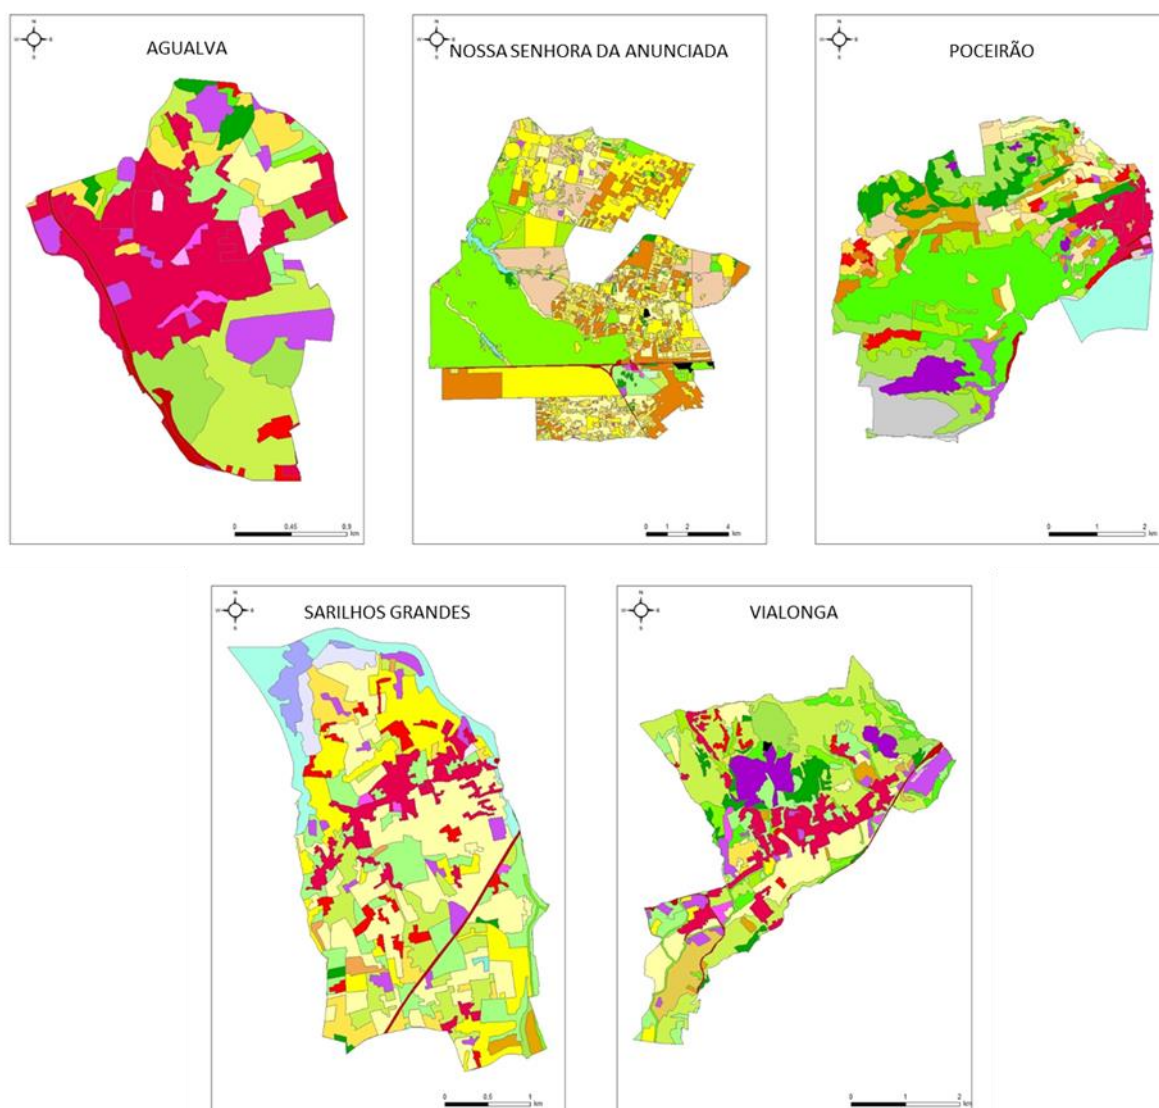 AGUALVA
0 0,45 0,9
km
NOSSA SENHORA DA ANUNCIADA
0 1 2 4
km
POCEIRÃO
0 1 2
km
SARILHOS GRANDES
0 0,5 1
km
VIALONGA
0 1 2
km